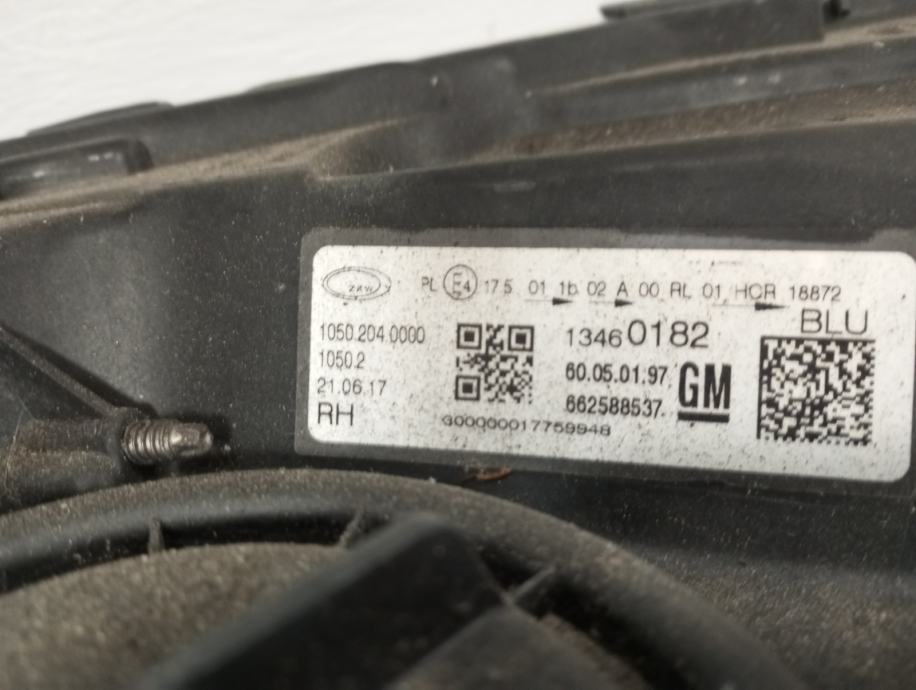 ZKW PL E4 17.5 01 1b 02 A 00 RL 01 HCR 18872
BLU
1050.204.0000
1050.2
21.06.17
RH
13460182
60.05.01.97
662588537
GM
G00000017759948